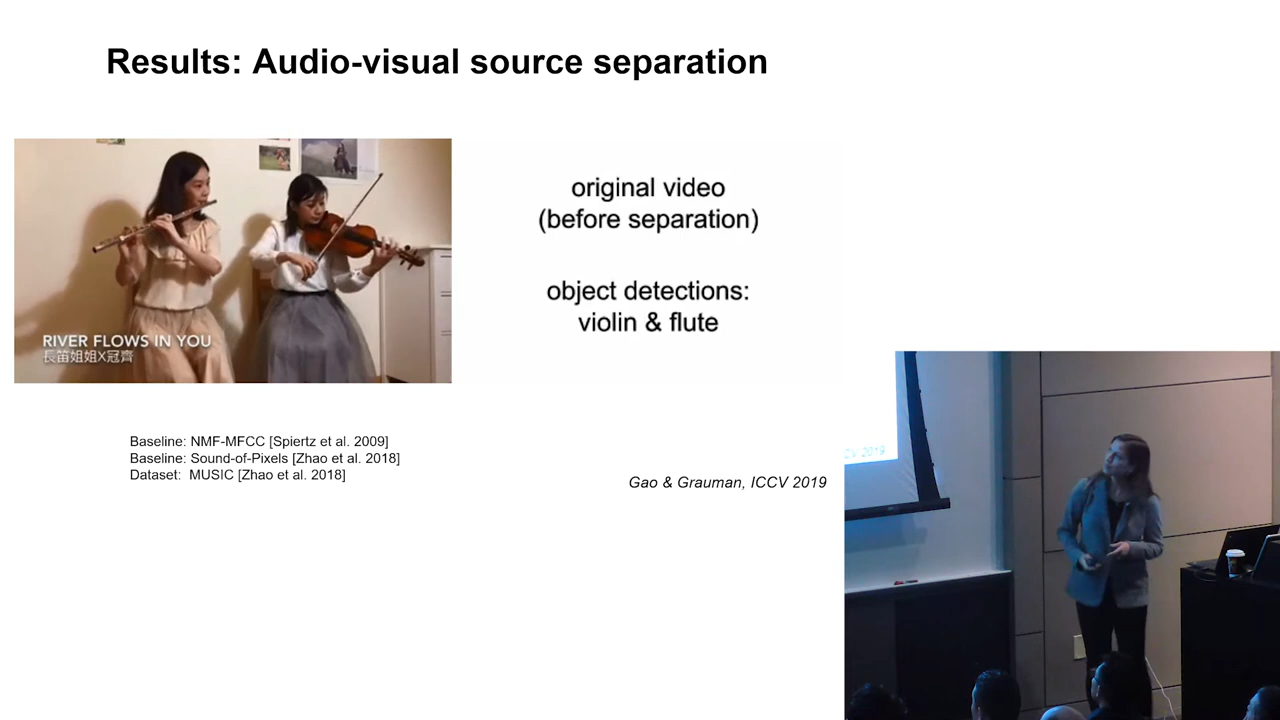 Results: Audio-visual source separation
original video
(before separation)
object detections:
violin & flute
RIVER FLOWS IN YOU
長笛姐姐X冠齊
Baseline: NMF-MFCC [Spiertz et al. 2009]
Baseline: Sound-of-Pixels [Zhao et al. 2018]
Dataset: MUSIC [Zhao et al. 2018]
Gao & Grauman, ICCV 2019
CV 2019